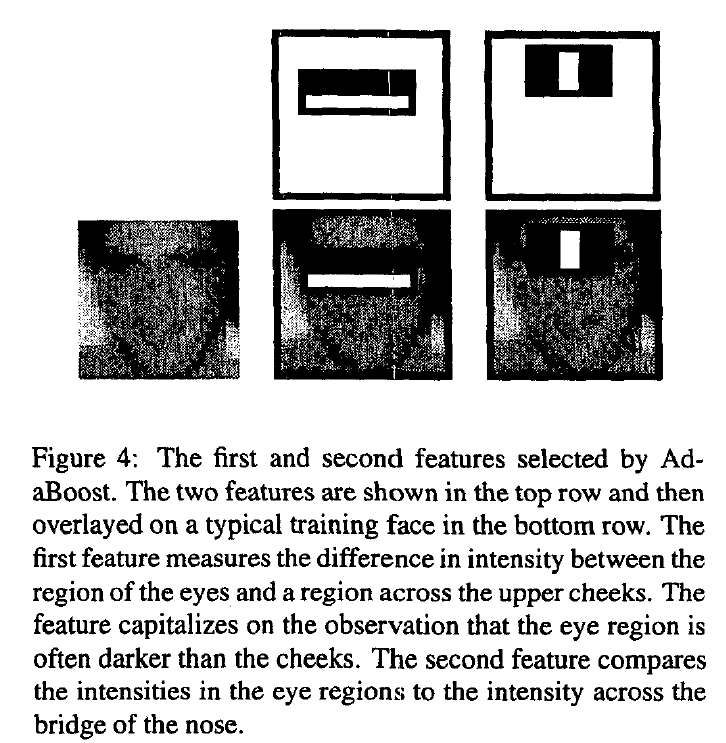 Figure 4: The first and second features selected by Ad-
aBoost. The two features are shown in the top row and then
overlayed on a typical training face in the bottom row. The
first feature measures the difference in intensity between the
region of the eyes and a region across the upper cheeks. The
feature capitalizes on the observation that the eye region is
often darker than the cheeks. The second feature compares
the intensities in the eye regions to the intensity across the
bridge of the nose.